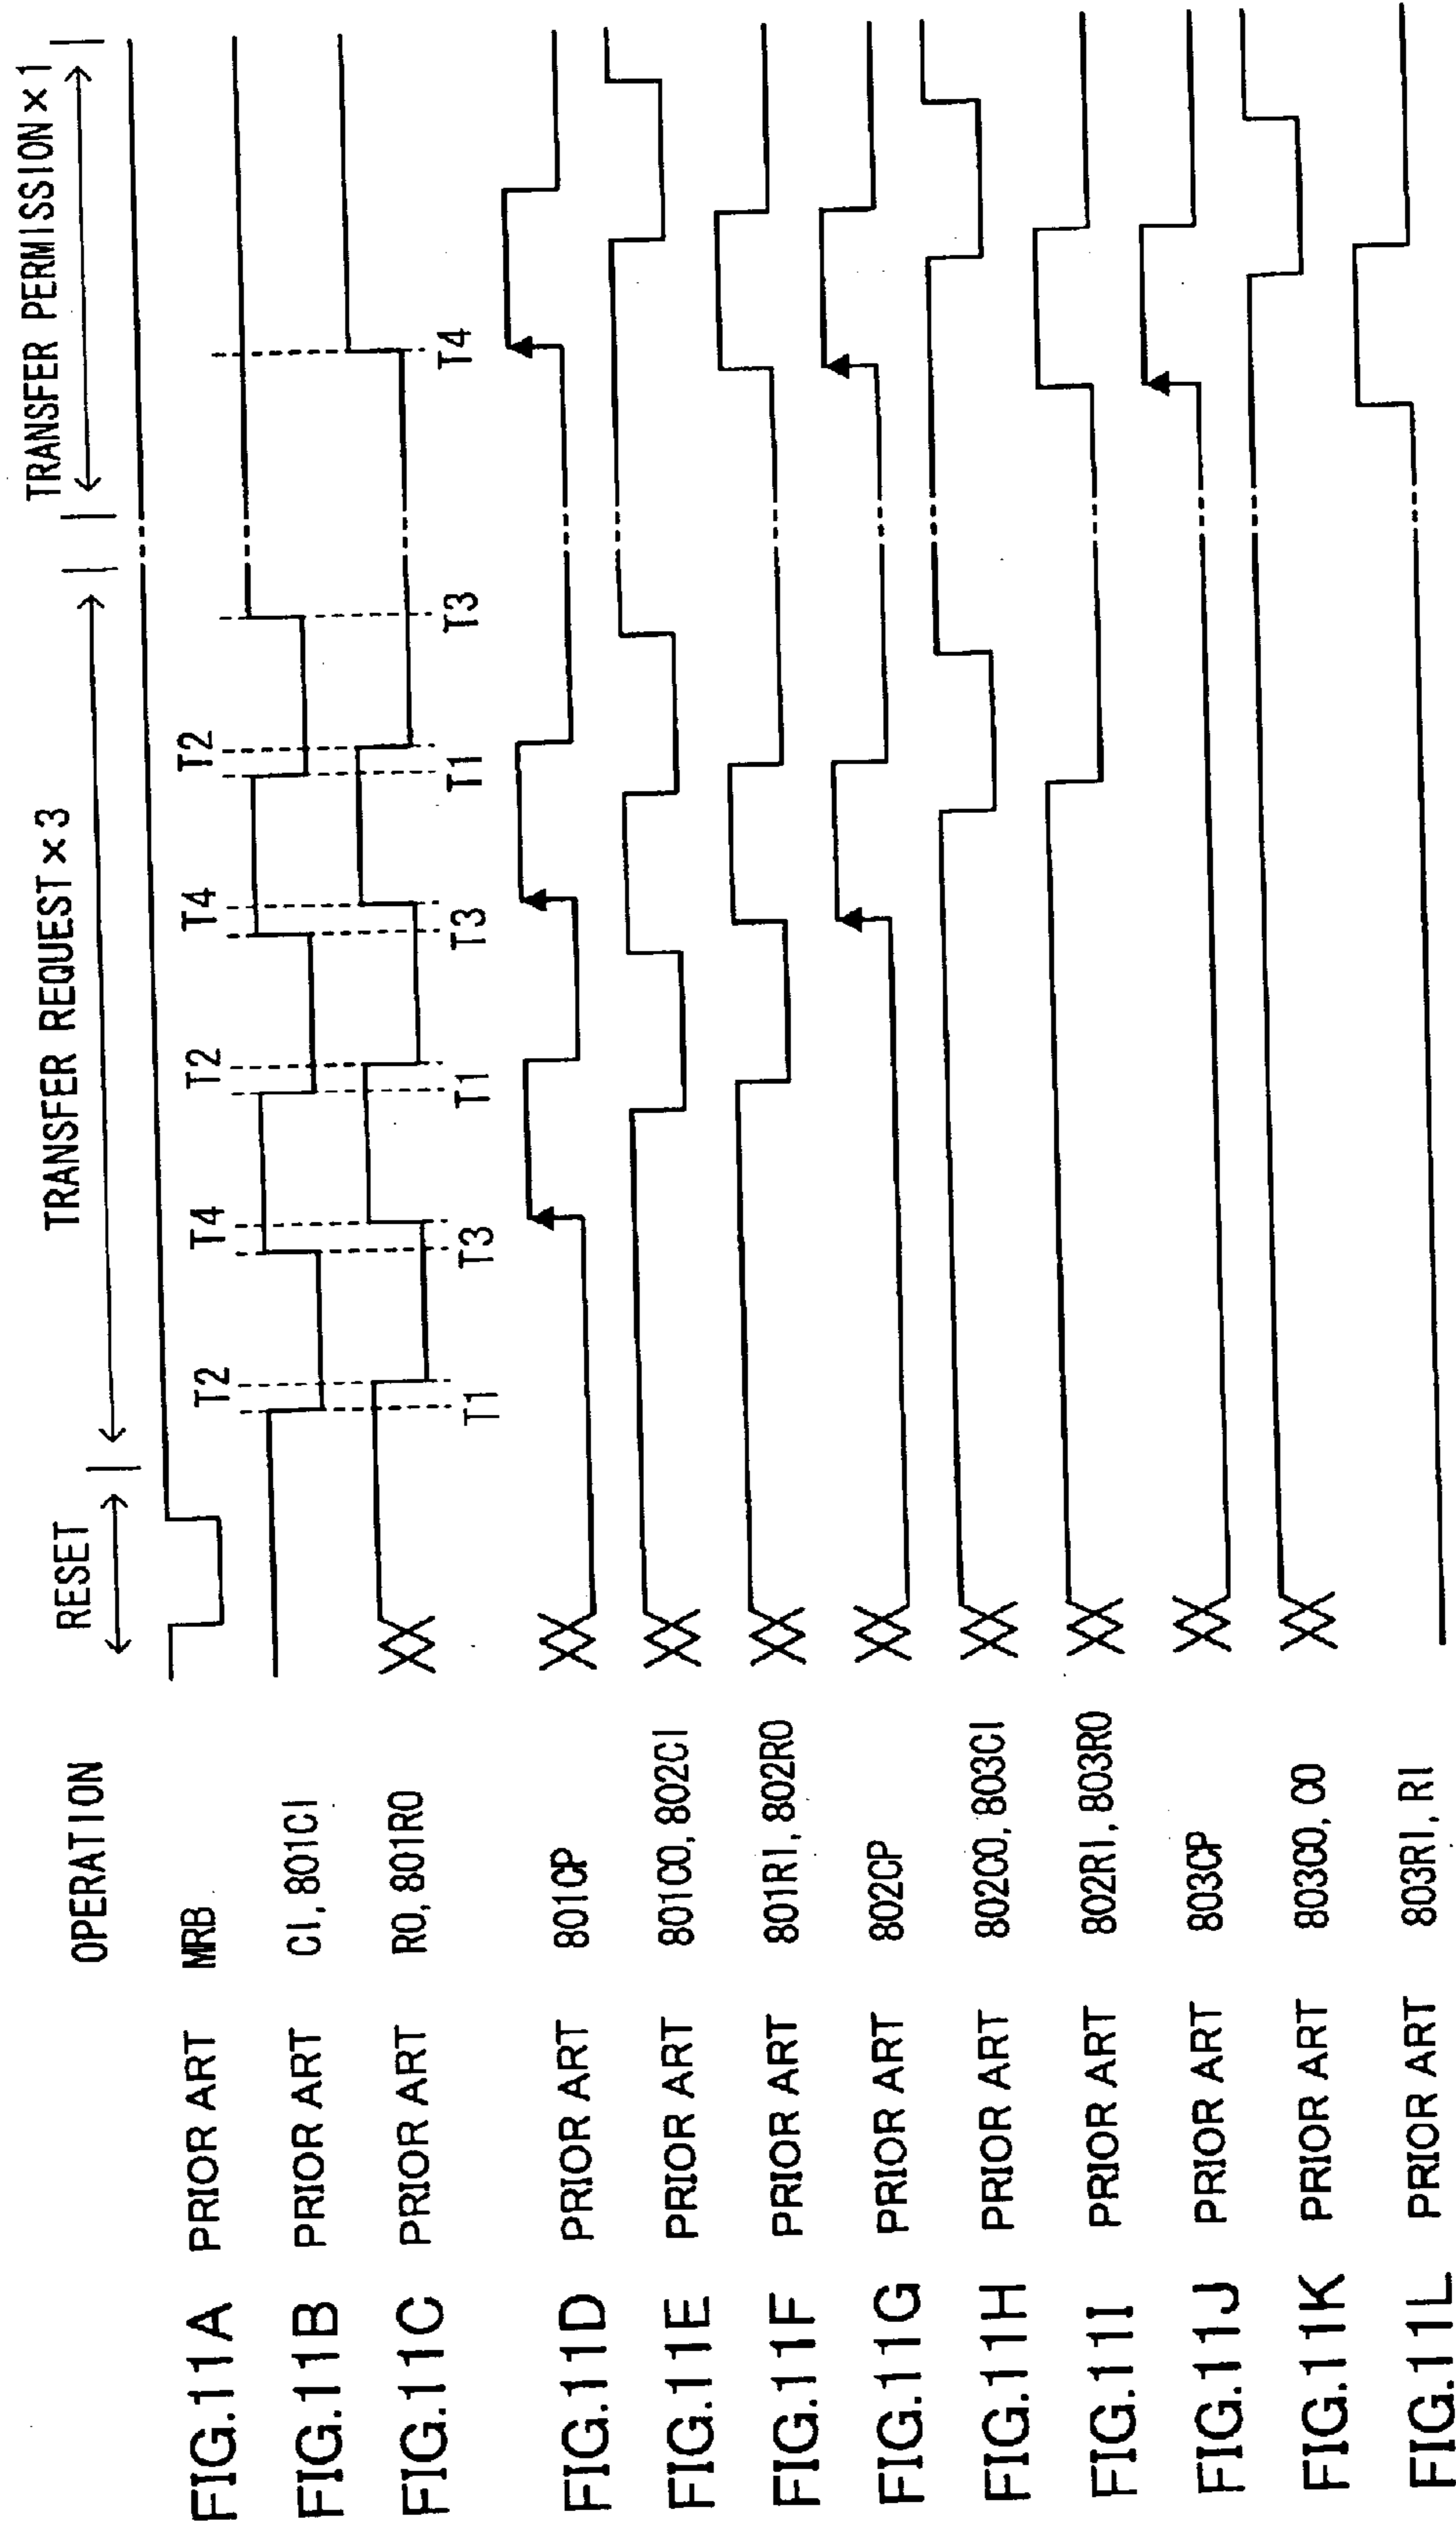 OPERATION
RESET
TRANSFER REQUEST × 3
TRANSFER PERMISSION × 1
FIG.11A PRIOR ART MRB
FIG.11B PRIOR ART CI, 801CI
T2 T4 T2 T4 T2
FIG.11C PRIOR ART RO, 801RO
T1 T3 T1 T3 T1 T3 T4
FIG.11D PRIOR ART 801CP
FIG.11E PRIOR ART 801CO, 802CI
FIG.11F PRIOR ART 801RI, 802RO
FIG.11G PRIOR ART 802CP
FIG.11H PRIOR ART 802CO, 803CI
FIG.11I PRIOR ART 802RI, 803RO
FIG.11J PRIOR ART 803CP
FIG.11K PRIOR ART 803CO, CO
FIG.11L PRIOR ART 803RI, RI